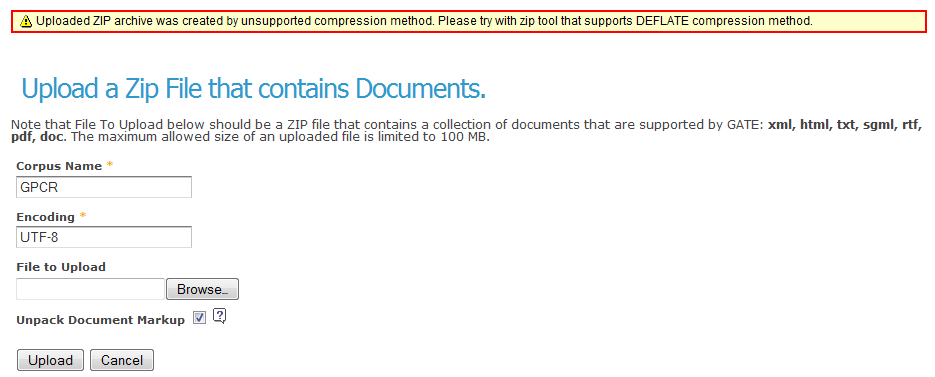 Uploaded ZIP archive was created by unsupported compression method. Please try with zip tool that supports DEFLATE compression method.
Upload a Zip File that contains Documents.
Note that File To Upload below should be a ZIP file that contains a collection of documents that are supported by GATE: xml, html, txt, sgml, rtf,
pdf, doc. The maximum allowed size of an uploaded file is limited to 100 MB.
Corpus Name *
GPCR
Encoding *
UTF-8
File to Upload
Browse...
Unpack Document Markup ?
Upload Cancel